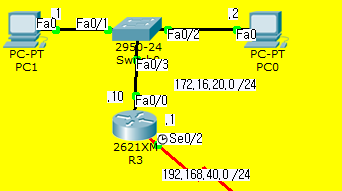 .1
.2
Fa0
Fa0/1
Fa0/2
Fa0
PC-PT
PC1
2950-24
Switch0
PC-PT
PC0
Fa0/3
172,16,20,0 /24
.10
Fa0/0
.1
Se0/2
2621XM
R3
192,168,40,0 /24